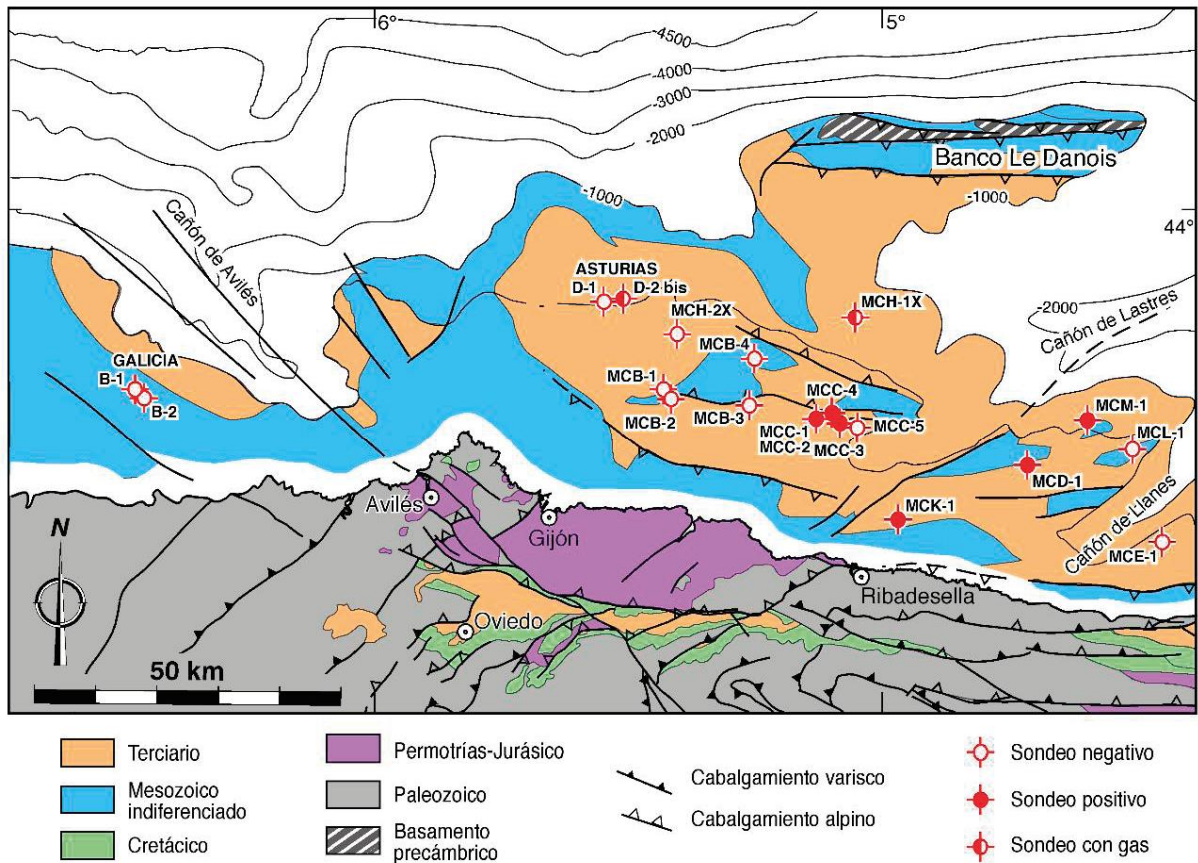 6°
5°
-4500
-4000
-3000
-2000
Banco Le Danois
-1000
-1000
44°
Cañón de Avilés
ASTURIAS
D-1
D-2 bis
MCH-2X
MCH-1X
-2000
Cañón de Lastres
MCB-4
GALICIA
B-1
B-2
MCB-1
MCB-2
MCB-3
MCC-4
MCC-1
MCC-2
MCC-3
MCC-5
MCM-1
MCL-1
MCD-1
MCK-1
Cañón de Llanes
MCE-1
Avilés
Gijón
N
Ribadesella
Oviedo
50 km
Terciario
Mesozoico
indiferenciado
Cretácico
Permotrías-Jurásico
Paleozoico
Basamento
precámbrico
Cabalgamiento varisco
Cabalgamiento alpino
Sondeo negativo
Sondeo positivo
Sondeo con gas